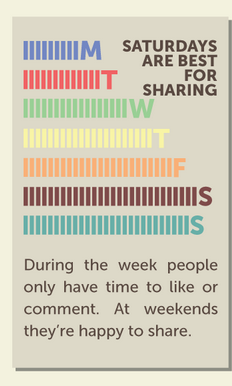 M
SATURDAYS
ARE BEST
FOR
SHARING
T
W
T
F
S
S
During the week people
only have time to like or
comment. At weekends
they're happy to share.